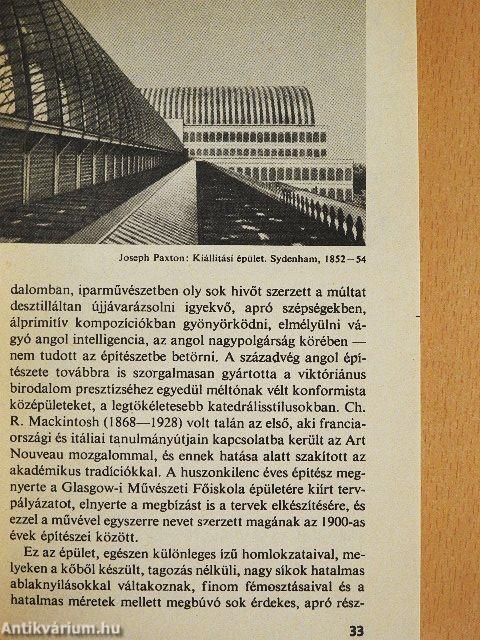 Joseph Paxton: Kiállítási épület. Sydenham, 1852—54
dalomban, iparművészetben oly sok hivőt szerzett a múltat
desztilláltan újjávarázsolni igyekvő, apró szépségekben,
álprimitív kompozíciókban gyönyörködni, elmélyülni vá-
gyó angol intelligencia, az angol nagypolgárság körében —
nem tudott az építészetbe betörni. A századvég angol épí-
tészete továbbra is szorgalmasan gyártotta a viktóriánus
birodalom presztízséhez egyedül méltónak vélt konformista
középületeket, a legtökéletesebb katedrálisstílusokban. Ch.
R. Mackintosh (1868—1928) volt talán az első, aki francia-
országi és itáliai tanulmányútjain kapcsolatba került az Art
Nouveau mozgalommal, és ennek hatása alatt szakított az
akadémikus tradíciókkal. A huszonkilenc éves építész meg-
nyerte a Glasgow-i Művészeti Főiskola épületére kiírt terv-
pályázatot, elnyerte a megbízást is a tervek elkészítésére, és
ezzel a művével egyszerre nevet szerzett magának az 1900-as
évek építészei között.
Ez az épület, egészen különleges ízű homlokzataival, me-
lyeken a kőből készült, tagozás nélküli, nagy síkok hatalmas
ablaknyílásokkal váltakoznak, finom fémosztásaival és a
hatalmas méretek mellett megbúvó sok érdekes, apró rész-
33
Antikvárium.hu